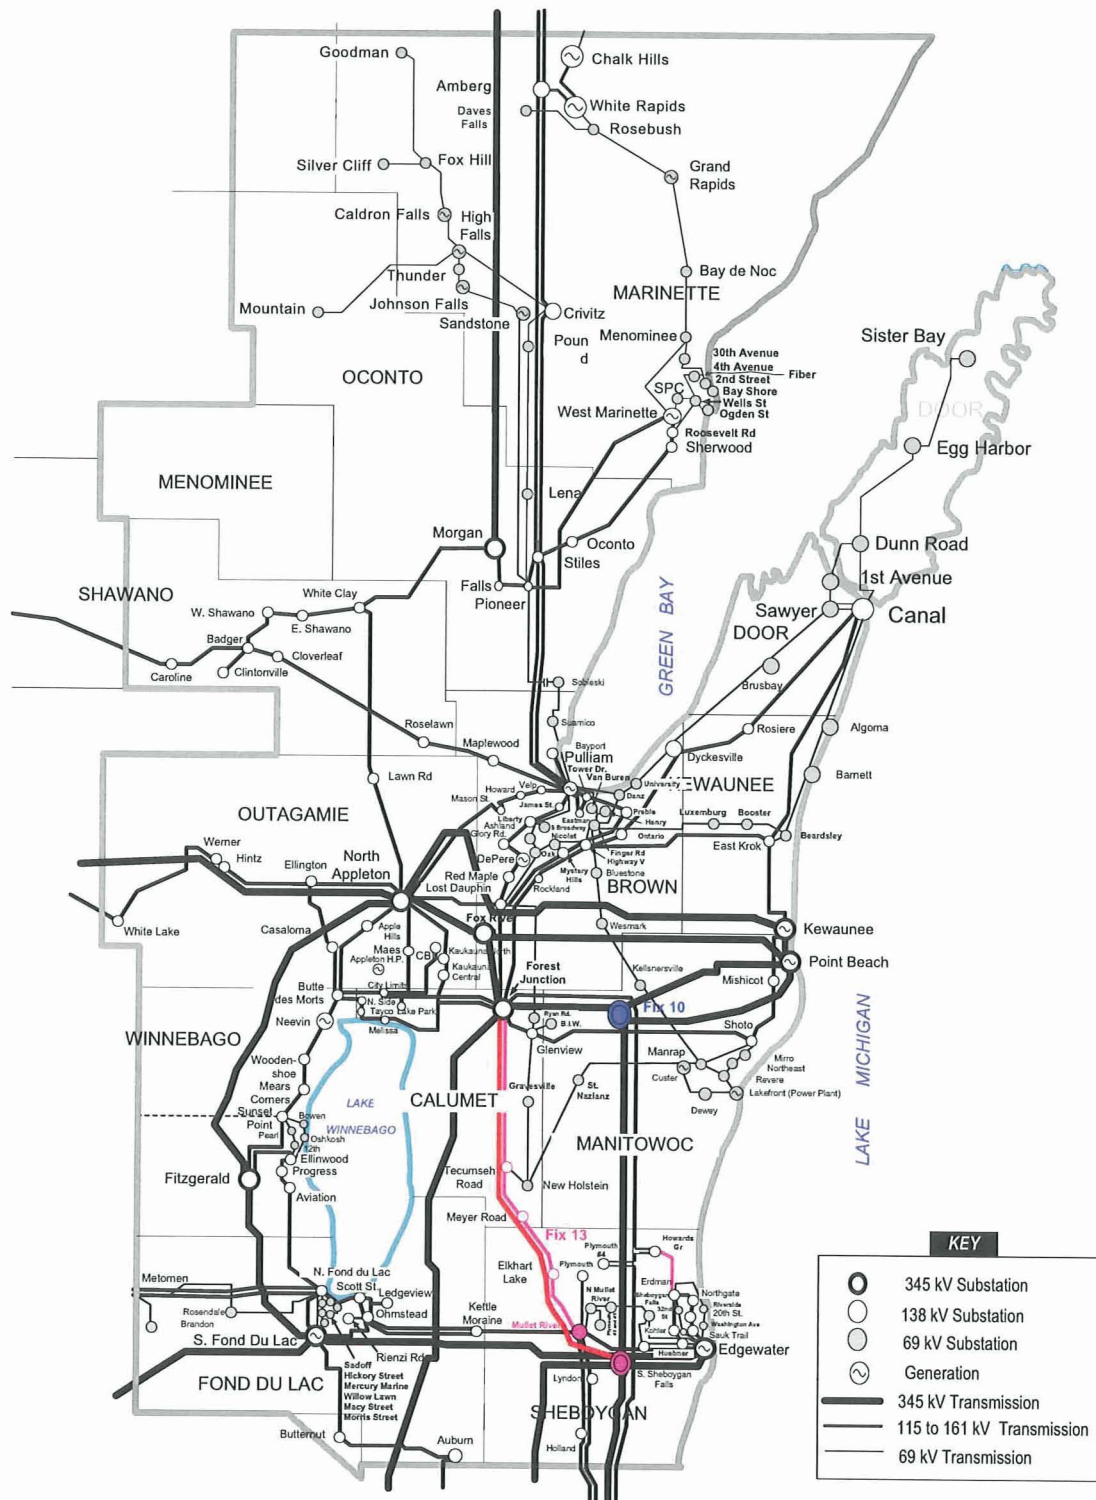 Goodman
Chalk Hills
Amberg
Daves
Falls
White Rapids
Rosebush
Silver Cliff
Fox Hill
Grand
Rapids
Caldron Falls
High
Falls
Thunder
Bay de Noc
MARINETTE
Johnson Falls
Mountain
Sandstone
Crivitz
Poun
d
Menominee
Sister Bay
30th Avenue
4th Avenue
Fiber
2nd Street
Bay Shore
SPC
Wells St
Ogden St
OCONTO
DOOR
West Marinette
Roosevelt Rd
Sherwood
Egg Harbor
MENOMINEE
Lena
Morgan
Oconto
Stiles
Dunn Road
Falls
Pioneer
1st Avenue
SHAWANO
White Clay
W. Shawano
E. Shawano
Sawyer
Canal
DOOR
GREEN BAY
Badger
Cloverleaf
Caroline
Clintonville
Brusbay
Sobieski
Suamico
Roselawn
Rosiere
Algoma
Maplewood
Bayport
Pulliam
Dyckesville
Tower Dr.
Van Buren
University
KEWAUNEE
Barnett
Lawn Rd
Howard
Velp
Danz
Mason St.
James St.
Preble
OUTAGAMIE
Liberty
Eastman
Henry
Luxemburg
Booster
Ashland
S Broadway
Glory Rd.
Nicolet
Ontario
Beardsley
East Krok
Werner
Hintz
Ellington
North
Appleton
DePere
Oak
Finger Rd
Highway V
Mystery
Hills
Bluestone
Red Maple
Lost Dauphin
Rockland
BROWN
White Lake
Casaloma
Apple
Hills
Fox River
Wesmark
Kewaunee
Maes
CBI
Kaukauna North
Appleton H.P.
Kaukauna
Central
Forest
Junction
Kellsnersville
Point Beach
Mishicot
City Limits
Butte
des Morts
N. Side
Tayco
Lake Park
Melissa
Fix 10
Ryan Rd.
B.I.W.
Neevin
WINNEBAGO
Glenview
Shoto
Manrap
Mirro
Northeast
Revere
Custer
Lakefront (Power Plant)
Dewey
LAKE MICHIGAN
Wooden-
shoe
Mears
Corners
Sunset
Point
Bowen
Pearl
Oshkosh
12th
Ellinwood
LAKE
WINNEBAGO
CALUMET
Gravesville
St.
Nazianz
MANITOWOC
Fitzgerald
Progress
Aviation
Tecumseh
Road
New Holstein
Meyer Road
Fix 13
Howards
Gr
Plymouth
#4
Plymouth
Elkhart
Lake
Metomen
N. Fond du Lac
Scott St.
Ledgeview
Rosendale
Brandon
Ohmstead
Kettle
Moraine
Mullet River
N Mullet
River
Erdman
Sheboygan
Falls
32nd
St
Kohler
Northgate
Riverside
20th St.
Washington Ave
Sauk Trail
Edgewater
Huebner
S. Fond Du Lac
Rienzi Rd
Sadoff
Hickory Street
Mercury Marine
Willow Lawn
Macy Street
Morris Street
FOND DU LAC
Lyndon
S. Sheboygan
Falls
SHEBOYGAN
Butternut
Auburn
Holland
KEY
345 kV Substation
138 kV Substation
69 kV Substation
Generation
345 kV Transmission
115 to 161 kV Transmission
69 kV Transmission